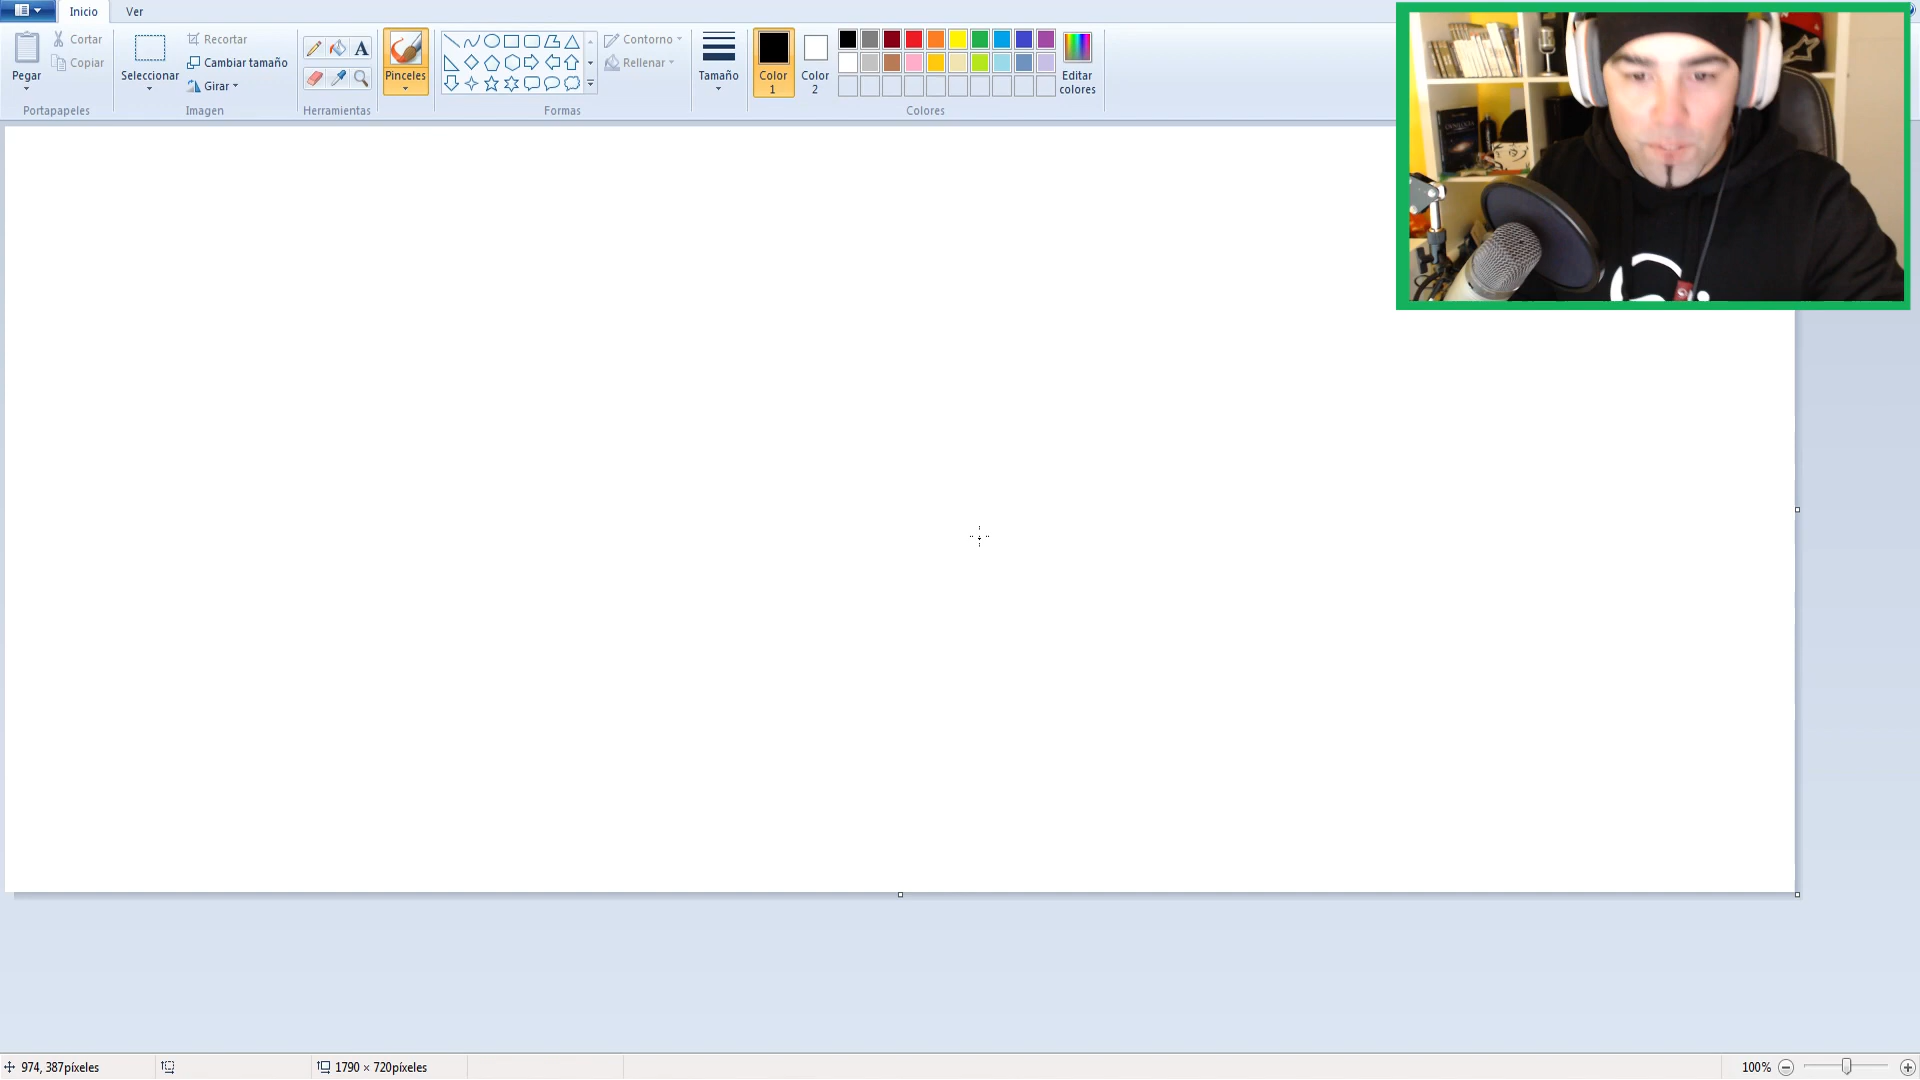 Inicio Ver
Pegar
Cortar
Copiar
Portapapeles
Seleccionar
Recortar
Cambiar tamaño
Girar
Imagen
A
Herramientas
Pinceles
Contorno
Rellenar
Formas
Tamaño
Color
1
Color
2
Editar
colores
Colores
974, 387píxeles
1790 × 720píxeles
100%